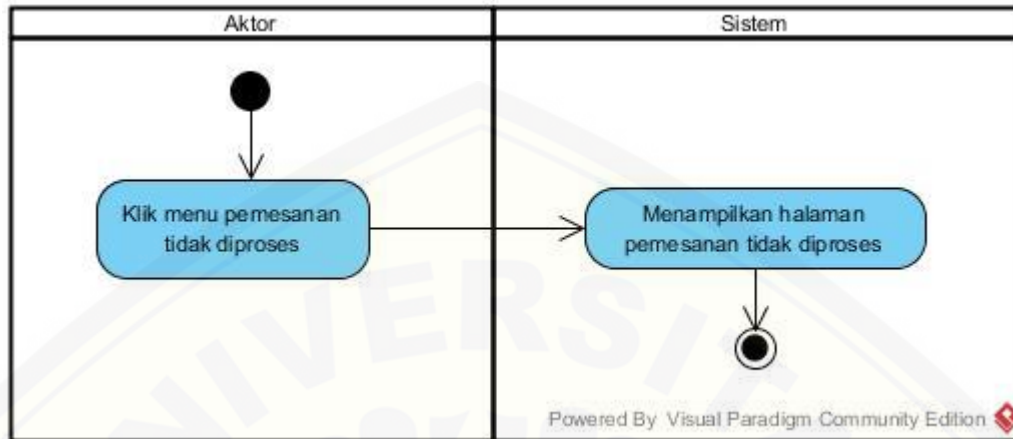 Aktor
Sistem
Klik menu pemesanan
tidak diproses
Menampilkan halaman
pemesanan tidak diproses
Powered By Visual Paradigm Community Edition